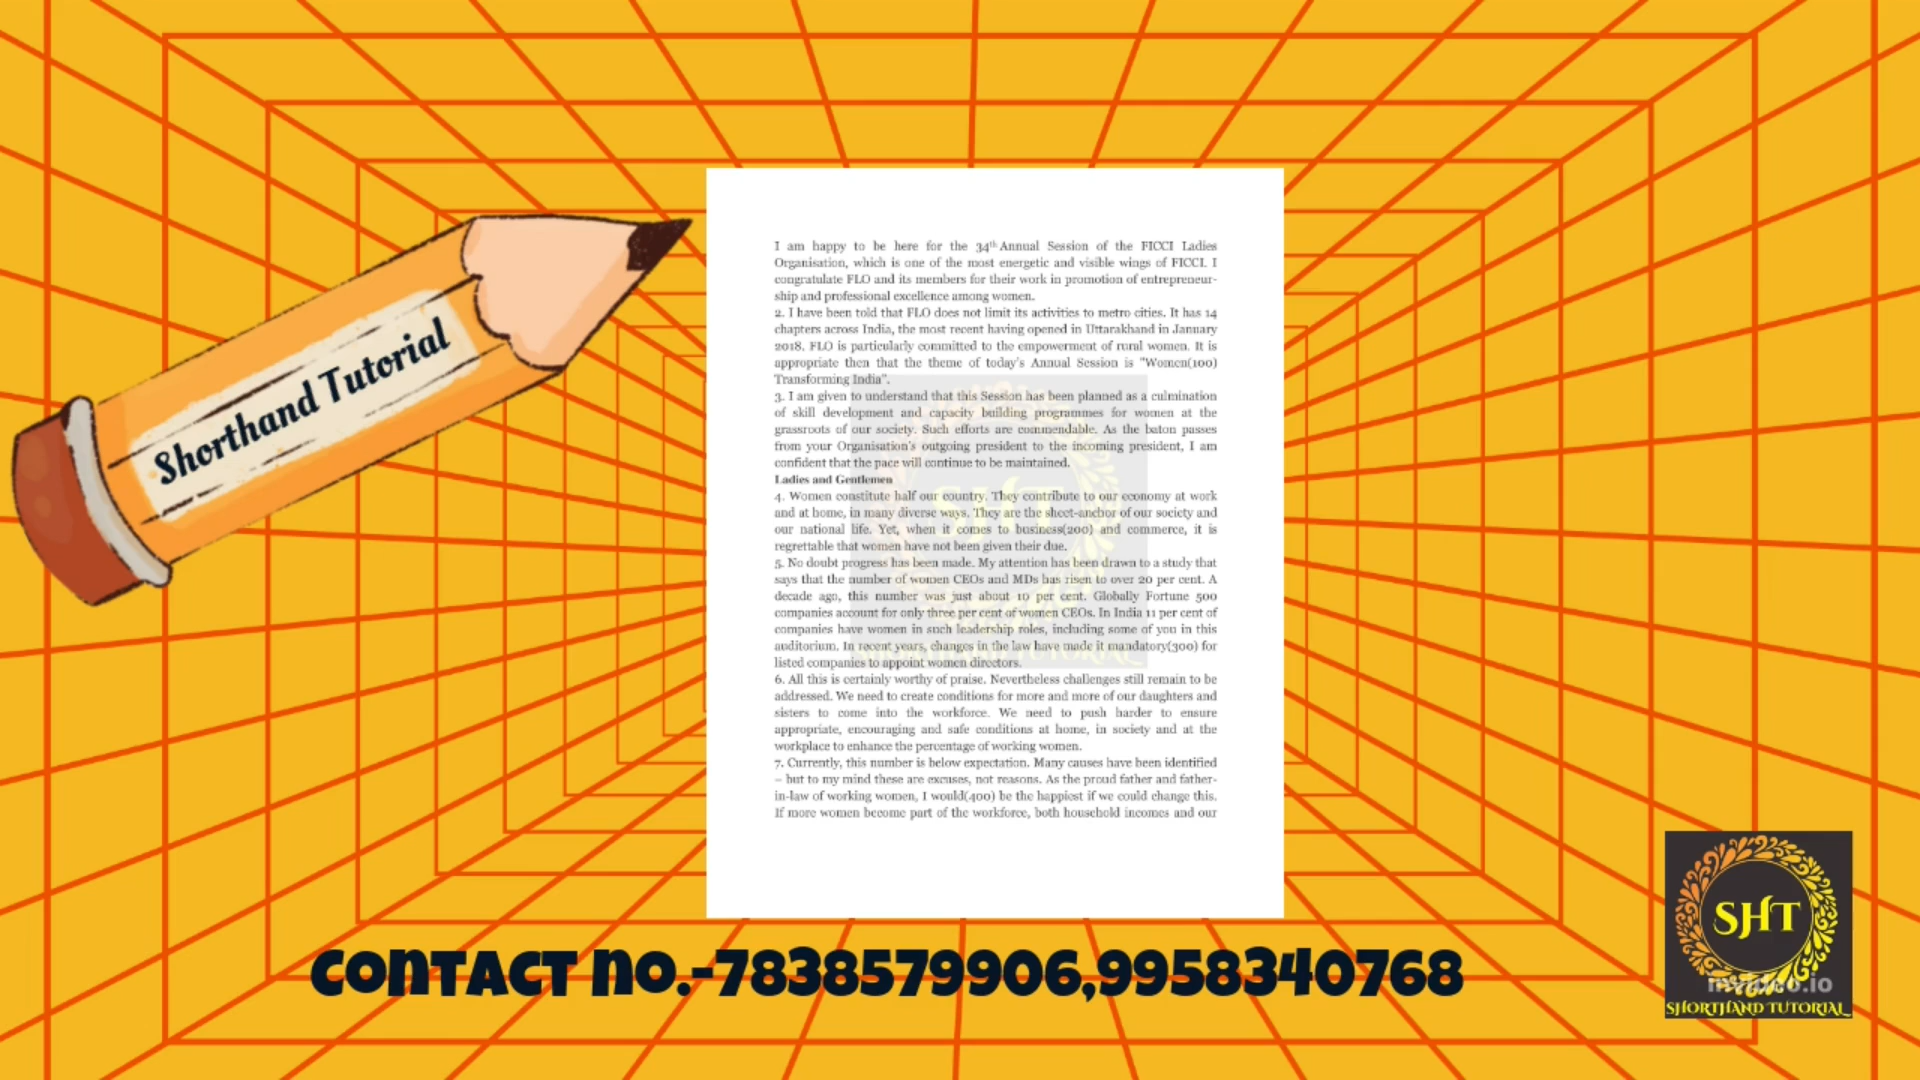 Shorthand Tutorial
I am happy to be here for the 34th Annual Session of the FICCI Ladies
Organisation, which is one of the most energetic and visible wings of FICCI. I
congratulate FLO and its members for their work in promotion of entrepreneur-
ship and professional excellence among women.
2. I have been told that FLO does not limit its activities to metro cities. It has 14
chapters across India, the most recent having opened in Uttarakhand in January
2018. FLO is particularly committed to the empowerment of rural women. It is
appropriate then that the theme of today's Annual Session is "Women(100)
Transforming India".
3. I am given to understand that this Session has been planned as a culmination
of skill development and capacity building programmes for women at the
grassroots of our society. Such efforts are commendable. As the baton passes
from your Organisation's outgoing president to the incoming president, I am
confident that the pace will continue to be maintained.
Ladies and Gentlemen
4. Women constitute half our country. They contribute to our economy at work
and at home, in many diverse ways. They are the sheet-anchor of our society and
our national life. Yet, when it comes to business(200) and commerce, it is
regrettable that women have not been given their due.
5. No doubt progress has been made. My attention has been drawn to a study that
says that the number of women CEOs and MDs has risen to over 20 per cent. A
decade ago, this number was just about 10 per cent. Globally Fortune 500
companies account for only three per cent of women CEOs. In India 11 per cent of
companies have women in such leadership roles, including some of you in this
auditorium. In recent years, changes in the law have made it mandatory(300) for
listed companies to appoint women directors.
6. All this is certainly worthy of praise. Nevertheless challenges still remain to be
addressed. We need to create conditions for more and more of our daughters and
sisters to come into the workforce. We need to push harder to ensure
appropriate, encouraging and safe conditions at home, in society and at the
workplace to enhance the percentage of working women.
7. Currently, this number is below expectation. Many causes have been identified
– but to my mind these are excuses, not reasons. As the proud father and father-
in-law of working women, I would(400) be the happiest if we could change this.
If more women become part of the workforce, both household incomes and our
SHT
SHORTHAND TUTORIAL
Contact no.-7838579906,9958340768